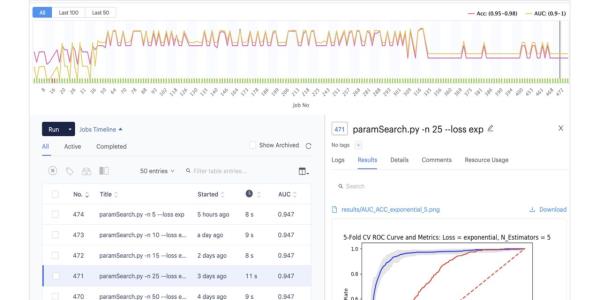 All Last 100 Last 50
Acc: (0.95~0.98) AUC: (0.9~1)
Job No
Run Jobs Timeline
All Active Completed
Show Archived
50 entries Filter table entries...
No. Title Started AUC
474 paramSearch.py -n 5 --loss exp 5 hours ago 8 s 0.947
473 paramSearch.py -n 10 --loss e... a day ago 9 s 0.947
472 paramSearch.py -n 15 --loss e... 2 days ago 8 s 0.947
471 paramSearch.py -n 25 --loss e... 3 days ago 11 s 0.947
470 paramSearch.py -n 50 --loss e... 4 days ago 9 s 0.947
471 paramSearch.py -n 25 --loss exp X
No tags +
Logs Results Details Comments Resource Usage
Search
results/AUC_ACC_exponential_5.png Download
5-Fold CV ROC Curve and Metrics: Loss = exponential, N_Estimators = 5
1.0
0.8
0.6
Rate